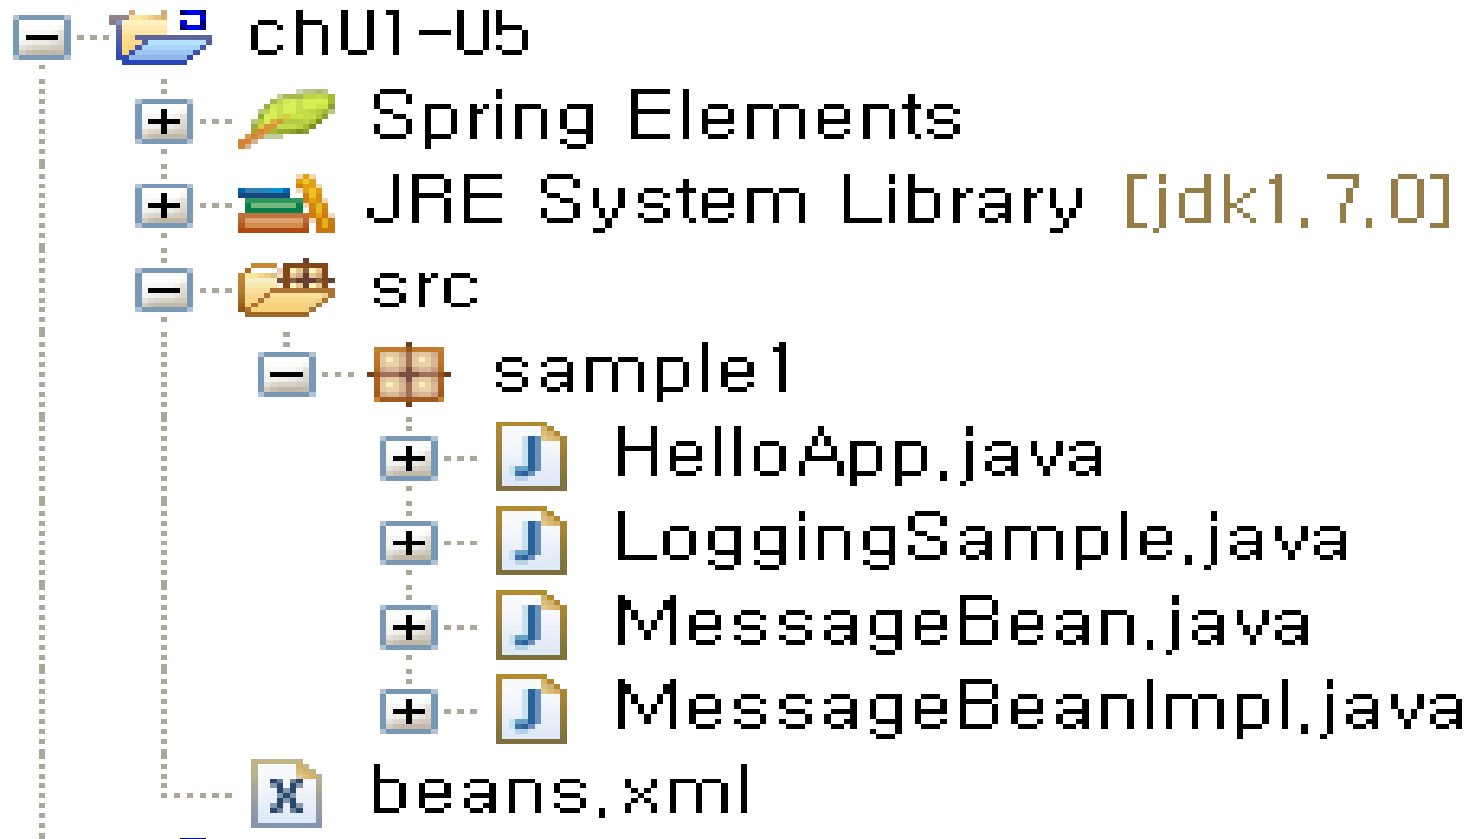 ch01-05
Spring Elements
JRE System Library [jdk1.7.0]
src
sample1
HelloApp.java
LoggingSample.java
MessageBean.java
MessageBeanImpl.java
beans.xml